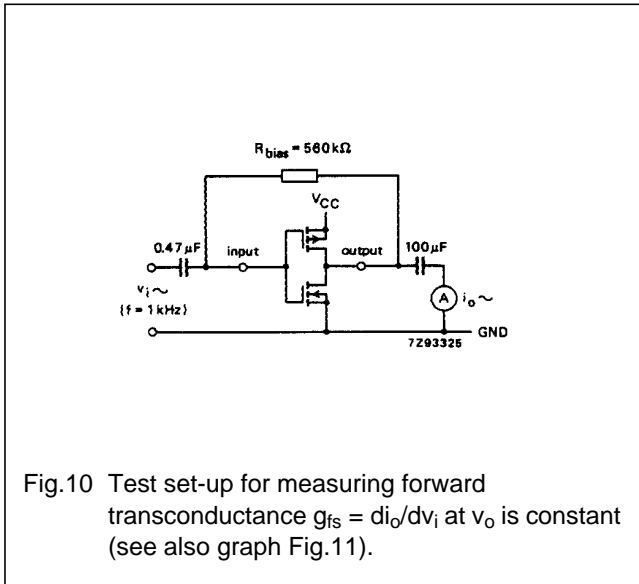 R_bias = 560 kΩ
V_CC
0.47 μF input output 100 μF
v_i ~ A i_o ~
{f = 1 kHz}
GND
7Z93325
Fig.10 Test set-up for measuring forward
transconductance g_fs = di_o/dv_i at v_o is constant
(see also graph Fig.11).